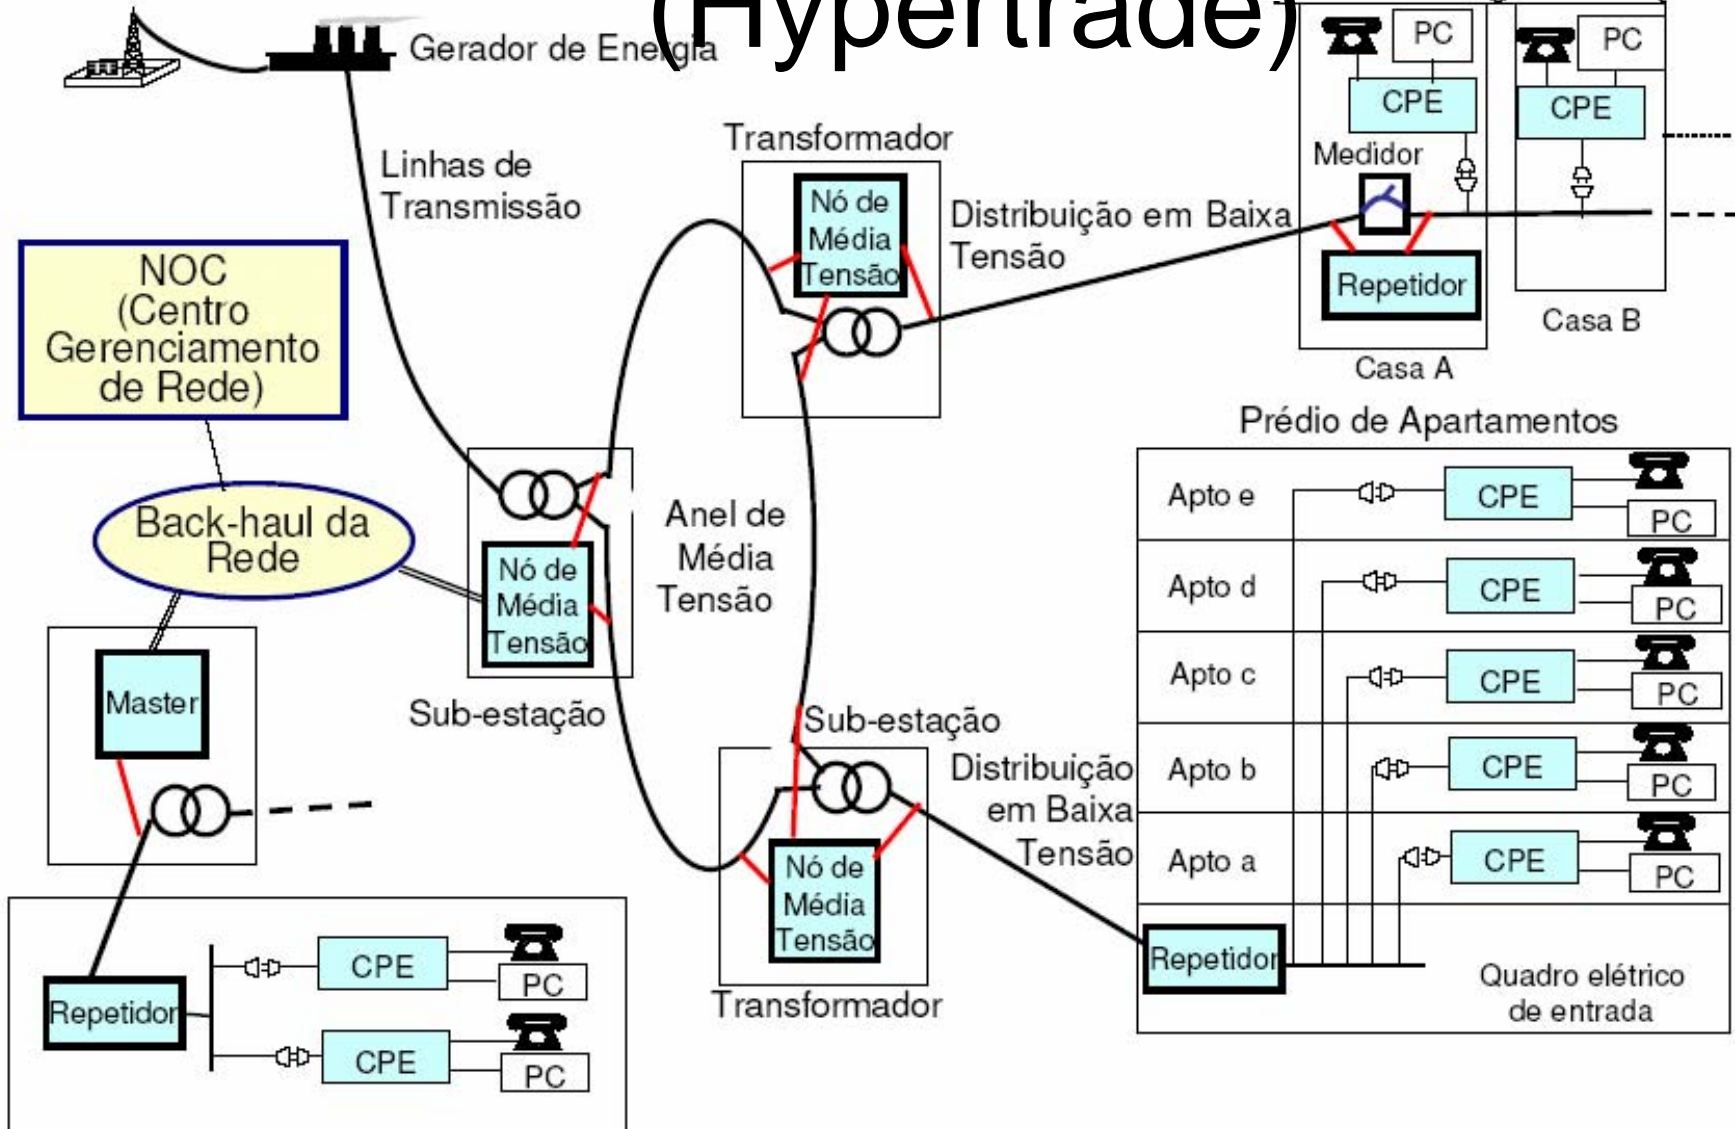 (Hypertrade)
Gerador de Energia
Linhas de
Transmissão
NOC
(Centro
Gerenciamento
de Rede)
Back-haul da
Rede
Master
Repetidor
CPE
PC
CPE
PC
Nó de
Média
Tensão
Sub-estação
Anel de
Média
Tensão
Transformador
Nó de
Média
Tensão
Distribuição em Baixa
Tensão
PC
CPE
Medidor
Repetidor
Casa A
PC
CPE
Casa B
Sub-estação
Nó de
Média
Tensão
Transformador
Distribuição
em Baixa
Tensão
Prédio de Apartamentos
Apto e
CPE
PC
Apto d
CPE
PC
Apto c
CPE
PC
Apto b
CPE
PC
Apto a
CPE
PC
Repetidor
Quadro elétrico
de entrada